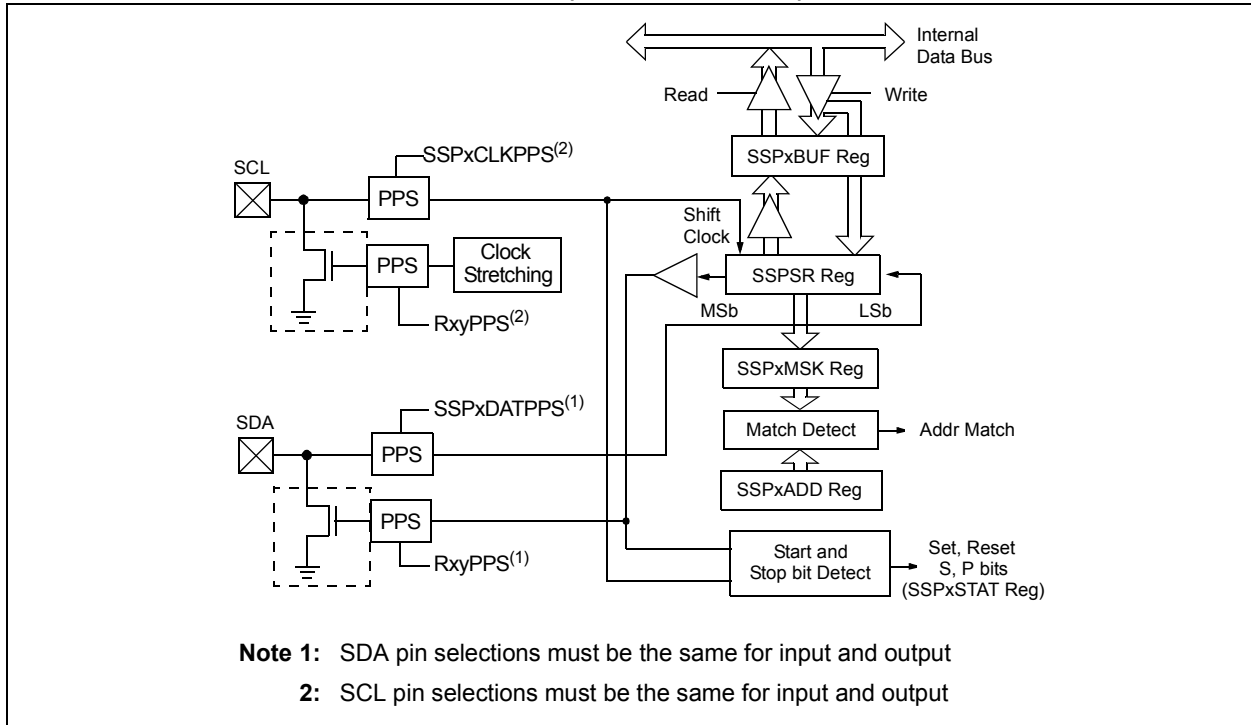 Internal
Data Bus
Read
Write
SSPxBUF Reg
SSPxCLKPPS(2)
SCL
PPS
Shift
Clock
PPS
Clock
Stretching
SSPSR Reg
MSb
LSb
RxyPPS(2)
SSPxMSK Reg
SSPxDATPPS(1)
SDA
PPS
Match Detect
Addr Match
SSPxADD Reg
PPS
RxyPPS(1)
Start and
Stop bit Detect
Set, Reset
S, P bits
(SSPxSTAT Reg)
Note 1: SDA pin selections must be the same for input and output
2: SCL pin selections must be the same for input and output